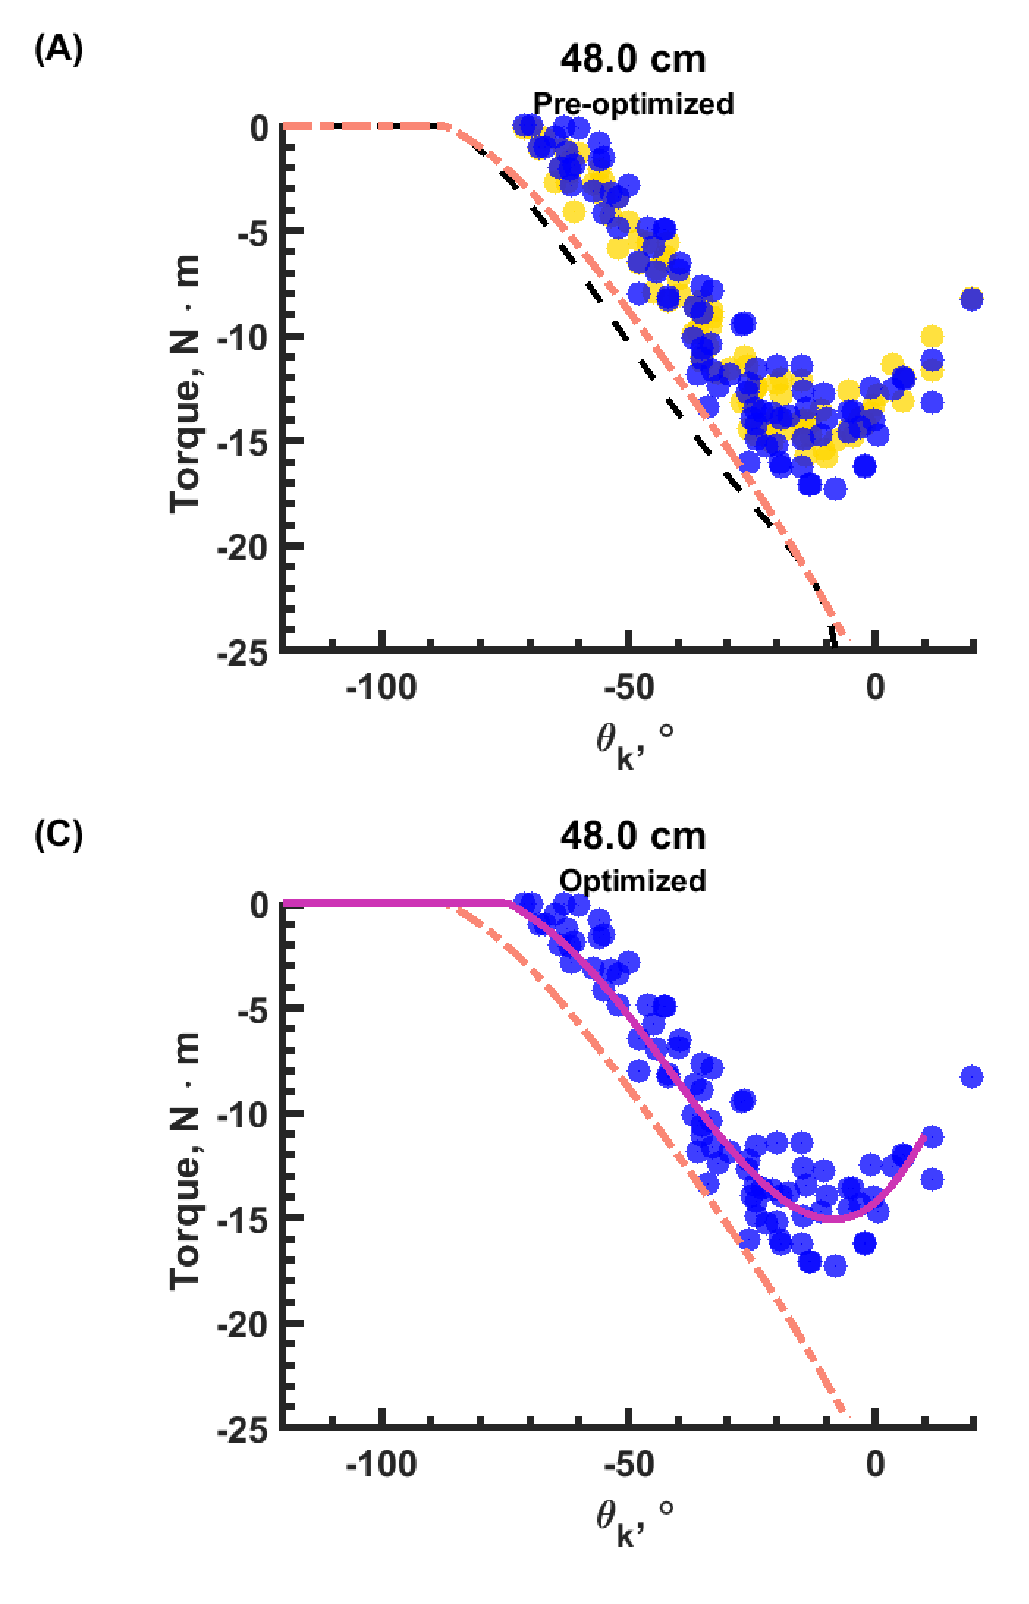 (A)
48.0 cm
Pre-optimized
0
-5
-10
-15
-20
-25
Torque, N · m
-100 -50 0
θk, °
(C)
48.0 cm
Optimized
0
-5
-10
-15
-20
-25
Torque, N · m
-100 -50 0
θk, °